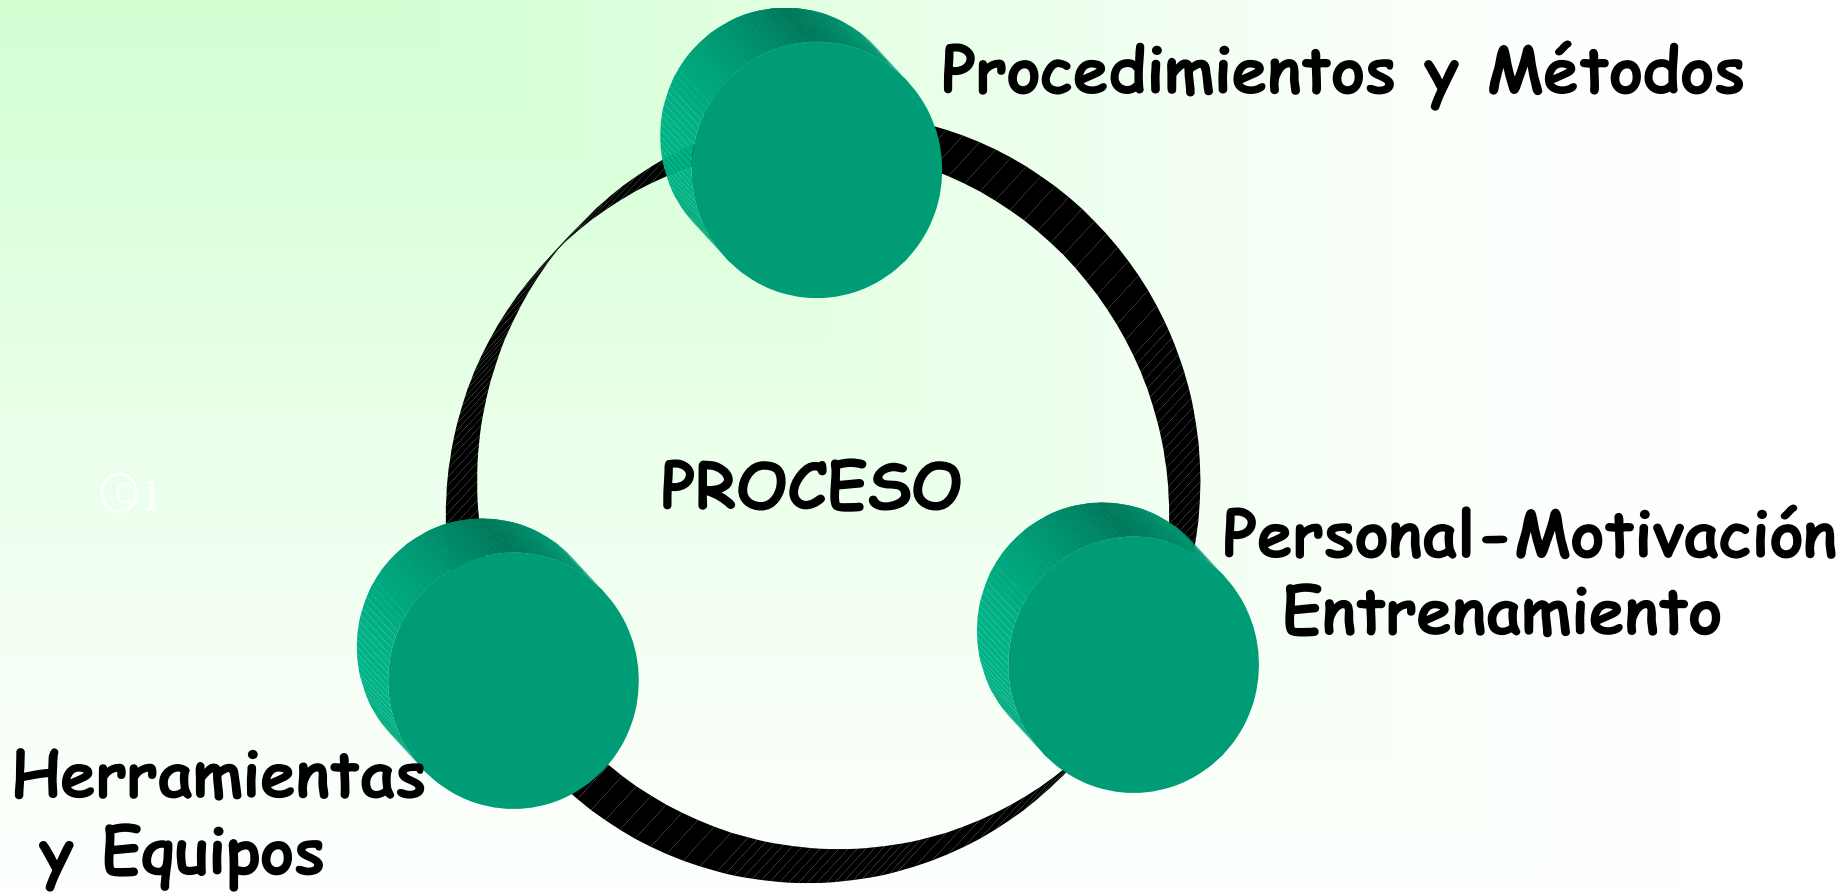 Procedimientos y Métodos
PROCESO
© j
Personal-Motivación
Entrenamiento
Herramientas
y Equipos